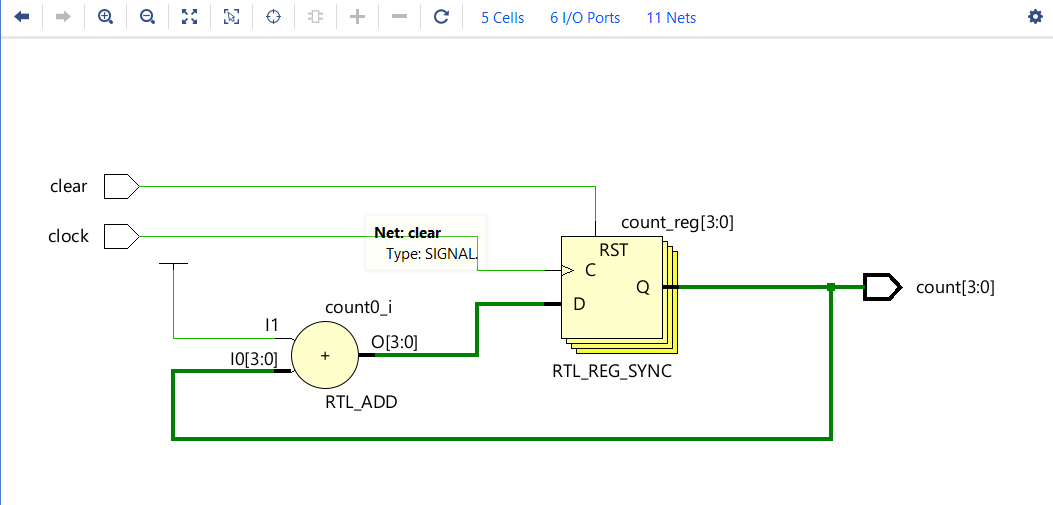 5 Cells 6 I/O Ports 11 Nets
clear
clock
Net: clear
Type: SIGNAL.
count_reg[3:0]
RST
C
Q
D
count[3:0]
RTL_REG_SYNC
count0_i
I1
O[3:0]
I0[3:0]
+
RTL_ADD